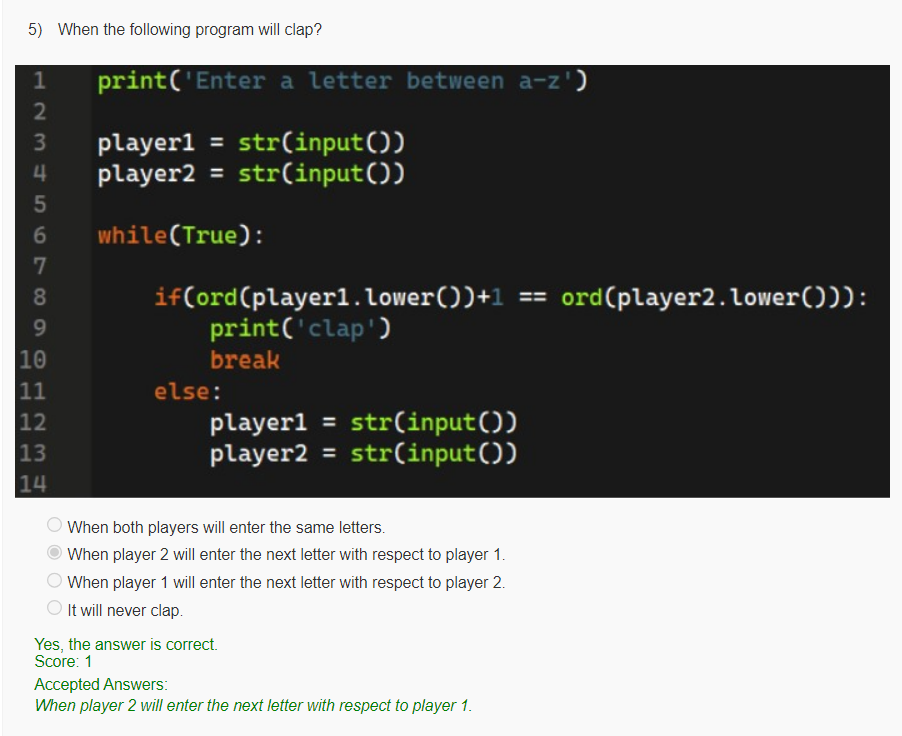 5) When the following program will clap?
1 print('Enter a letter between a-z')
2
3 player1 = str(input())
4 player2 = str(input())
5
6 while(True):
7
8     if(ord(player1.lower())+1 == ord(player2.lower())):
9         print('clap')
10         break
11     else:
12         player1 = str(input())
13         player2 = str(input())
14
When both players will enter the same letters.
When player 2 will enter the next letter with respect to player 1.
When player 1 will enter the next letter with respect to player 2.
It will never clap.
Yes, the answer is correct.
Score: 1
Accepted Answers:
When player 2 will enter the next letter with respect to player 1.